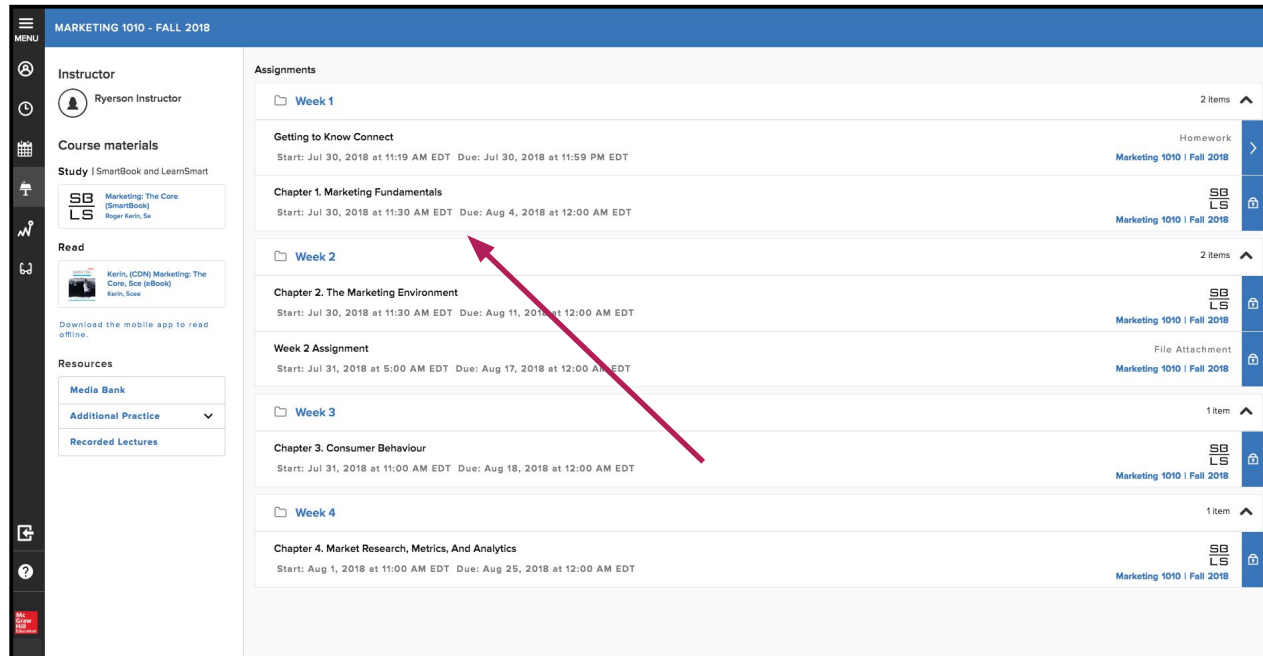 MENU
MARKETING 1010 - FALL 2018
Instructor
Ryerson Instructor
Course materials
Study | SmartBook and LearnSmart
SB
LS
Marketing: The Core
(SmartBook)
Roger Kerin, 5e
Read
Kerin, (CDN) Marketing: The
Core, 5ce (eBook)
Kerin, 5cee
Download the mobile app to read
offline.
Resources
Media Bank
Additional Practice
Recorded Lectures
Mc
Graw
Hill
Education
Assignments
Week 1
2 items
Getting to Know Connect
Homework
Start: Jul 30, 2018 at 11:19 AM EDT Due: Jul 30, 2018 at 11:59 PM EDT
Marketing 1010 | Fall 2018
Chapter 1. Marketing Fundamentals
SB
LS
Start: Jul 30, 2018 at 11:30 AM EDT Due: Aug 4, 2018 at 12:00 AM EDT
Marketing 1010 | Fall 2018
Week 2
2 items
Chapter 2. The Marketing Environment
SB
LS
Start: Jul 30, 2018 at 11:30 AM EDT Due: Aug 11, 2018 at 12:00 AM EDT
Marketing 1010 | Fall 2018
Week 2 Assignment
File Attachment
Start: Jul 31, 2018 at 5:00 AM EDT Due: Aug 17, 2018 at 12:00 AM EDT
Marketing 1010 | Fall 2018
Week 3
1 item
Chapter 3. Consumer Behaviour
SB
LS
Start: Jul 31, 2018 at 11:00 AM EDT Due: Aug 18, 2018 at 12:00 AM EDT
Marketing 1010 | Fall 2018
Week 4
1 item
Chapter 4. Market Research, Metrics, And Analytics
SB
LS
Start: Aug 1, 2018 at 11:00 AM EDT Due: Aug 25, 2018 at 12:00 AM EDT
Marketing 1010 | Fall 2018